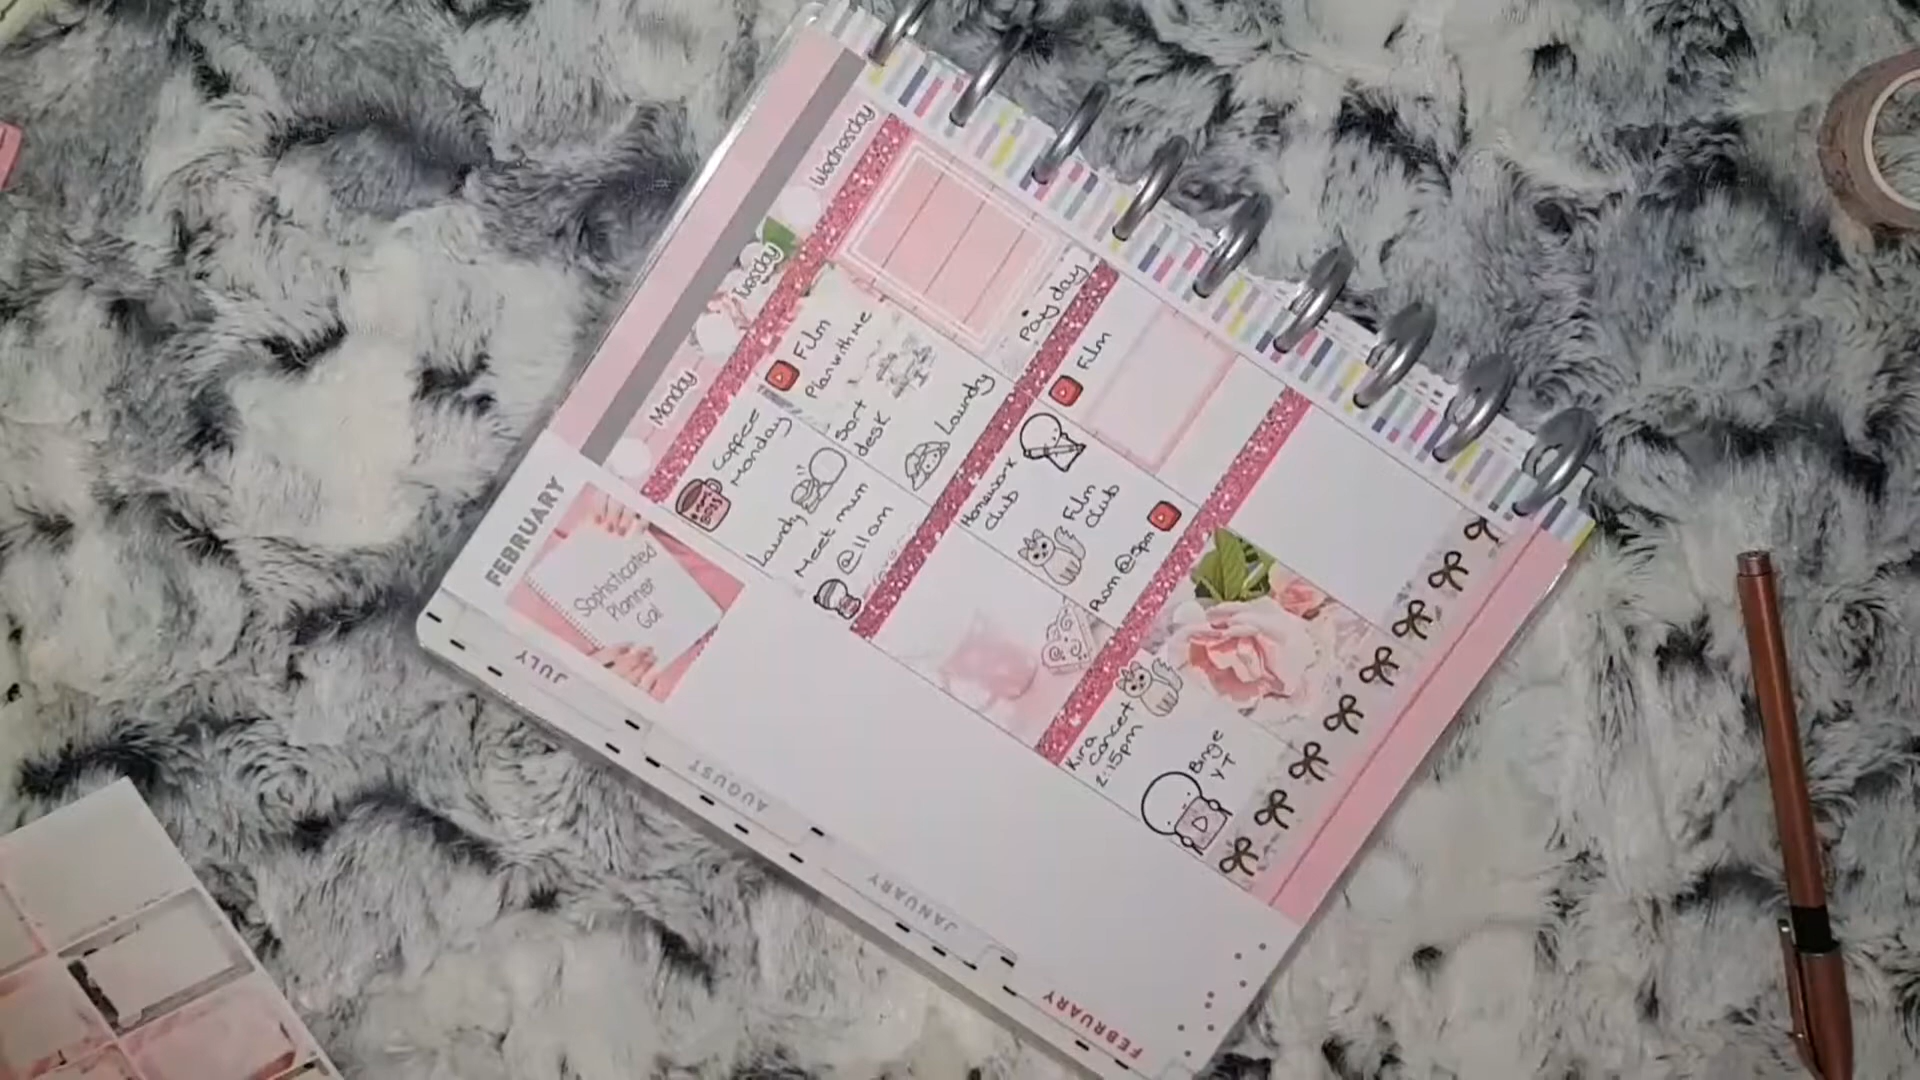 FEBRUARY
Sophisticated
Planner
Gal
Monday
Tuesday
Wednesday
Coffee
Monday
Laundry
Meet mum
@11am
Film
Plan with Me
Sort
desk
Laundry
Pay day
Homework
Club
Film
Club
Room @ 3pm
Film
Kira
concert
2:15pm
Binge
YT
JULY
AUGUST
JANUARY
FEBRUARY